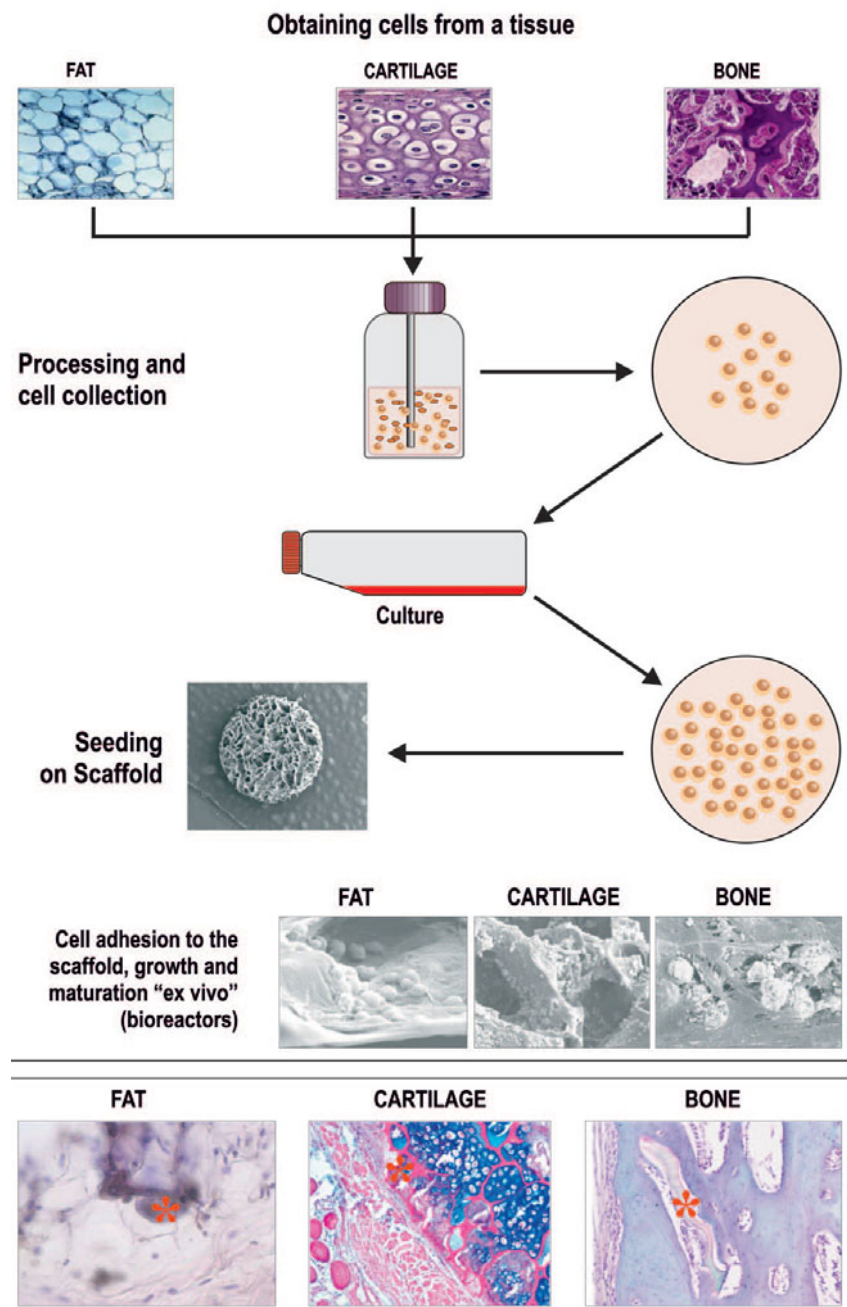 Obtaining cells from a tissue
FAT
CARTILAGE
BONE
Processing and
cell collection
Culture
Seeding
on Scaffold
FAT
CARTILAGE
BONE
Cell adhesion to the
scaffold, growth and
maturation “ex vivo”
(bioreactors)
FAT
CARTILAGE
BONE
*
*
*